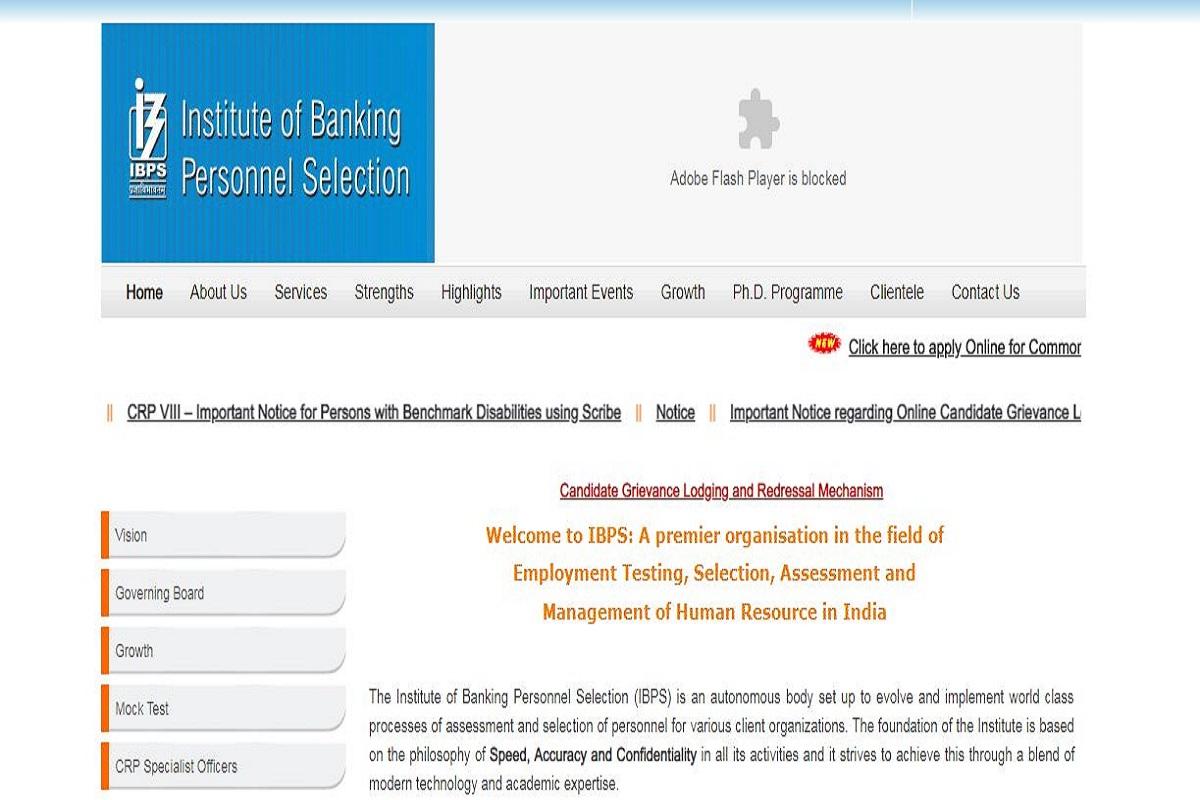 Institute of Banking
Personnel Selection
IBPS
Adobe Flash Player is blocked
Home About Us Services Strengths Highlights Important Events Growth Ph.D. Programme Clientele Contact Us
NEW Click here to apply Online for Common
|| CRP VIII – Important Notice for Persons with Benchmark Disabilities using Scribe || Notice || Important Notice regarding Online Candidate Grievance L
Candidate Grievance Lodging and Redressal Mechanism
Welcome to IBPS: A premier organisation in the field of
Employment Testing, Selection, Assessment and
Management of Human Resource in India
Vision
Governing Board
Growth
Mock Test
CRP Specialist Officers
The Institute of Banking Personnel Selection (IBPS) is an autonomous body set up to evolve and implement world class
processes of assessment and selection of personnel for various client organizations. The foundation of the Institute is based
on the philosophy of Speed, Accuracy and Confidentiality in all its activities and it strives to achieve this through a blend of
modern technology and academic expertise.